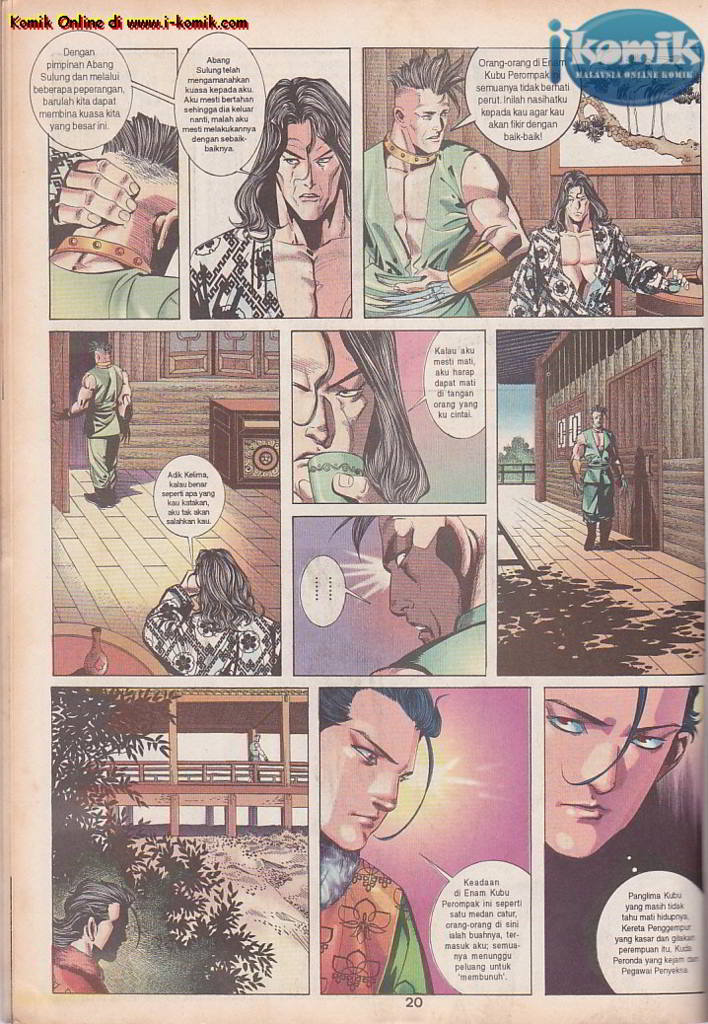 Komik Online di www.i-komik.com
ikomik
MALAYSIA ONLINE KOMIK
Dengan
pimpinan Abang
Sulung dan melalui
beberapa peperangan,
barulah kita dapat
membina kuasa kita
yang besar ini.
Abang
Sulung telah
mengamanahkan
kuasa kepada aku.
Aku mesti bertahan
sehingga dia keluar
nanti, malah aku
mesti melakukannya
dengan sebaik-
baiknya.
Orang-orang di Enam
Kubu Perompak ini
semuanya tidak berhati
perut. Inilah nasihatku
kepada kau agar kau
akan fikir dengan
baik-baik!
Adik Kelima,
kalau benar
seperti apa yang
kau katakan,
aku tak akan
salahkan kau.
Kalau aku
mesti mati,
aku harap
dapat mati
di tangan
orang yang
ku cintai.
Keadaan
di Enam Kubu
Perompak ini seperti
satu medan catur,
orang-orang di sini
ialah buahnya, ter-
masuk aku; semua-
nya menunggu
peluang untuk
'membunuh'.
Panglima Kubu
yang masih tidak
tahu mati hidupnya,
Kereta Penggempur
yang kasar dan gilakan
perempuan itu, Kuda
Peronda yang kejam dan
Pegawai Penyeksa
20